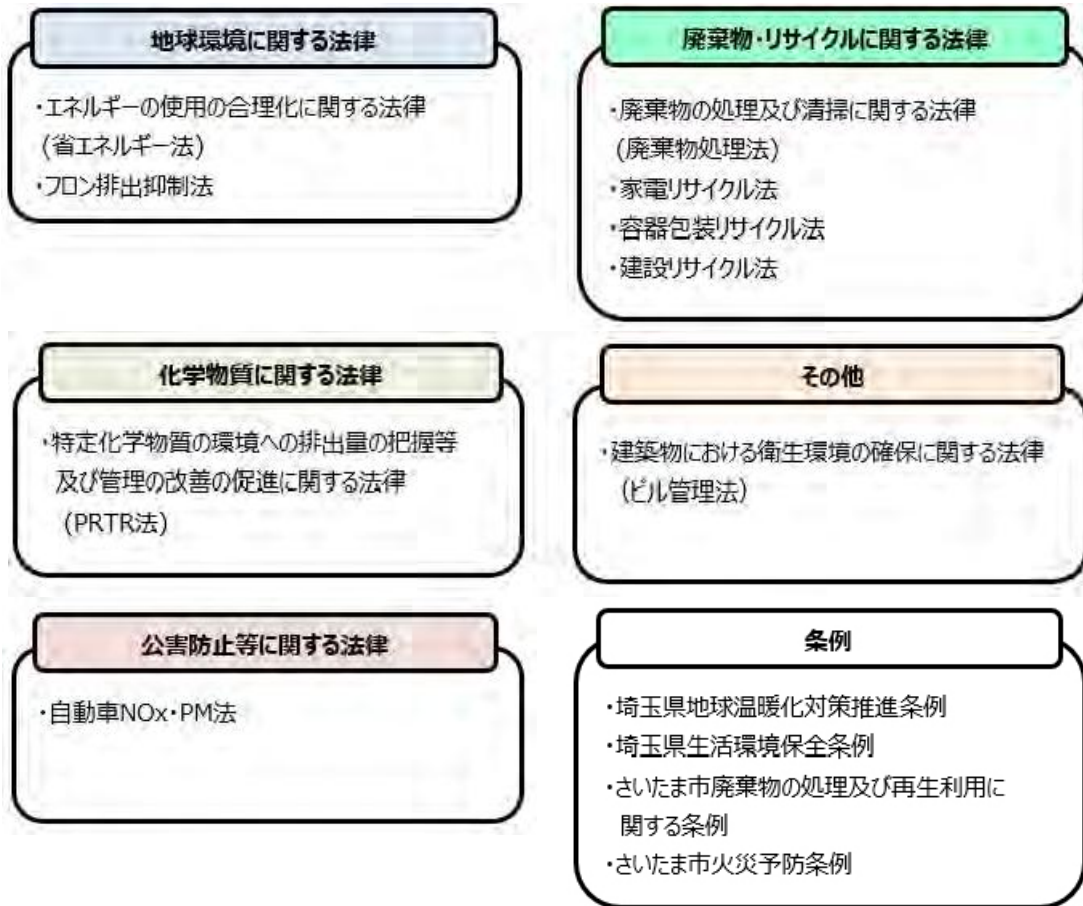 地球環境に関する法律
・エネルギーの使用の合理化に関する法律
(省エネルギー法)
・フロン排出抑制法
廃棄物・リサイクルに関する法律
・廃棄物の処理及び清掃に関する法律
(廃棄物処理法)
・家電リサイクル法
・容器包装リサイクル法
・建設リサイクル法
化学物質に関する法律
・特定化学物質の環境への排出量の把握等
及び管理の改善の促進に関する法律
(PRTR法)
その他
・建築物における衛生環境の確保に関する法律
(ビル管理法)
公害防止等に関する法律
・自動車NOx・PM法
条例
・埼玉県地球温暖化対策推進条例
・埼玉県生活環境保全条例
・さいたま市廃棄物の処理及び再生利用に
関する条例
・さいたま市火災予防条例